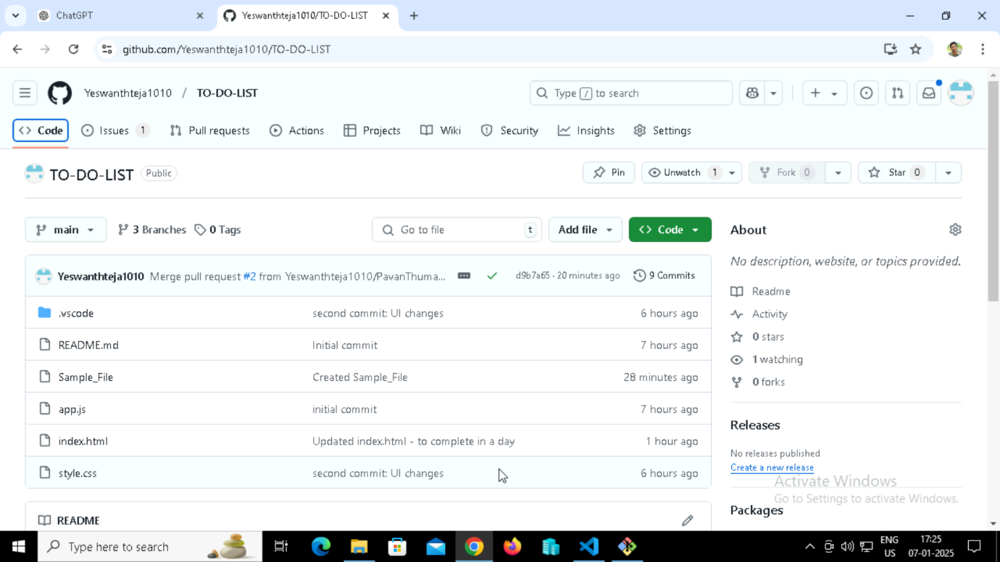 ChatGPT
Yeswanthteja1010/TO-DO-LIST
github.com/Yeswanthteja1010/TO-DO-LIST
Yeswanthteja1010 / TO-DO-LIST
Type / to search
Code
Issues 1
Pull requests
Actions
Projects
Wiki
Security
Insights
Settings
TO-DO-LIST Public
Pin
Unwatch 1
Fork 0
Star 0
main
3 Branches
0 Tags
Go to file t
Add file
Code
Yeswanthteja1010 Merge pull request #2 from Yeswanthteja1010/PavanThuma... d9b7a65 · 20 minutes ago 9 Commits
.vscode second commit: UI changes 6 hours ago
README.md Initial commit 7 hours ago
Sample_File Created Sample_File 28 minutes ago
app.js initial commit 7 hours ago
index.html Updated index.html - to complete in a day 1 hour ago
style.css second commit: UI changes 6 hours ago
README
About
No description, website, or topics provided.
Readme
Activity
0 stars
1 watching
0 forks
Releases
No releases published
Create a new release
Packages
Activate Windows
Go to Settings to activate Windows.
Type here to search
ENG
US
17:25
07-01-2025